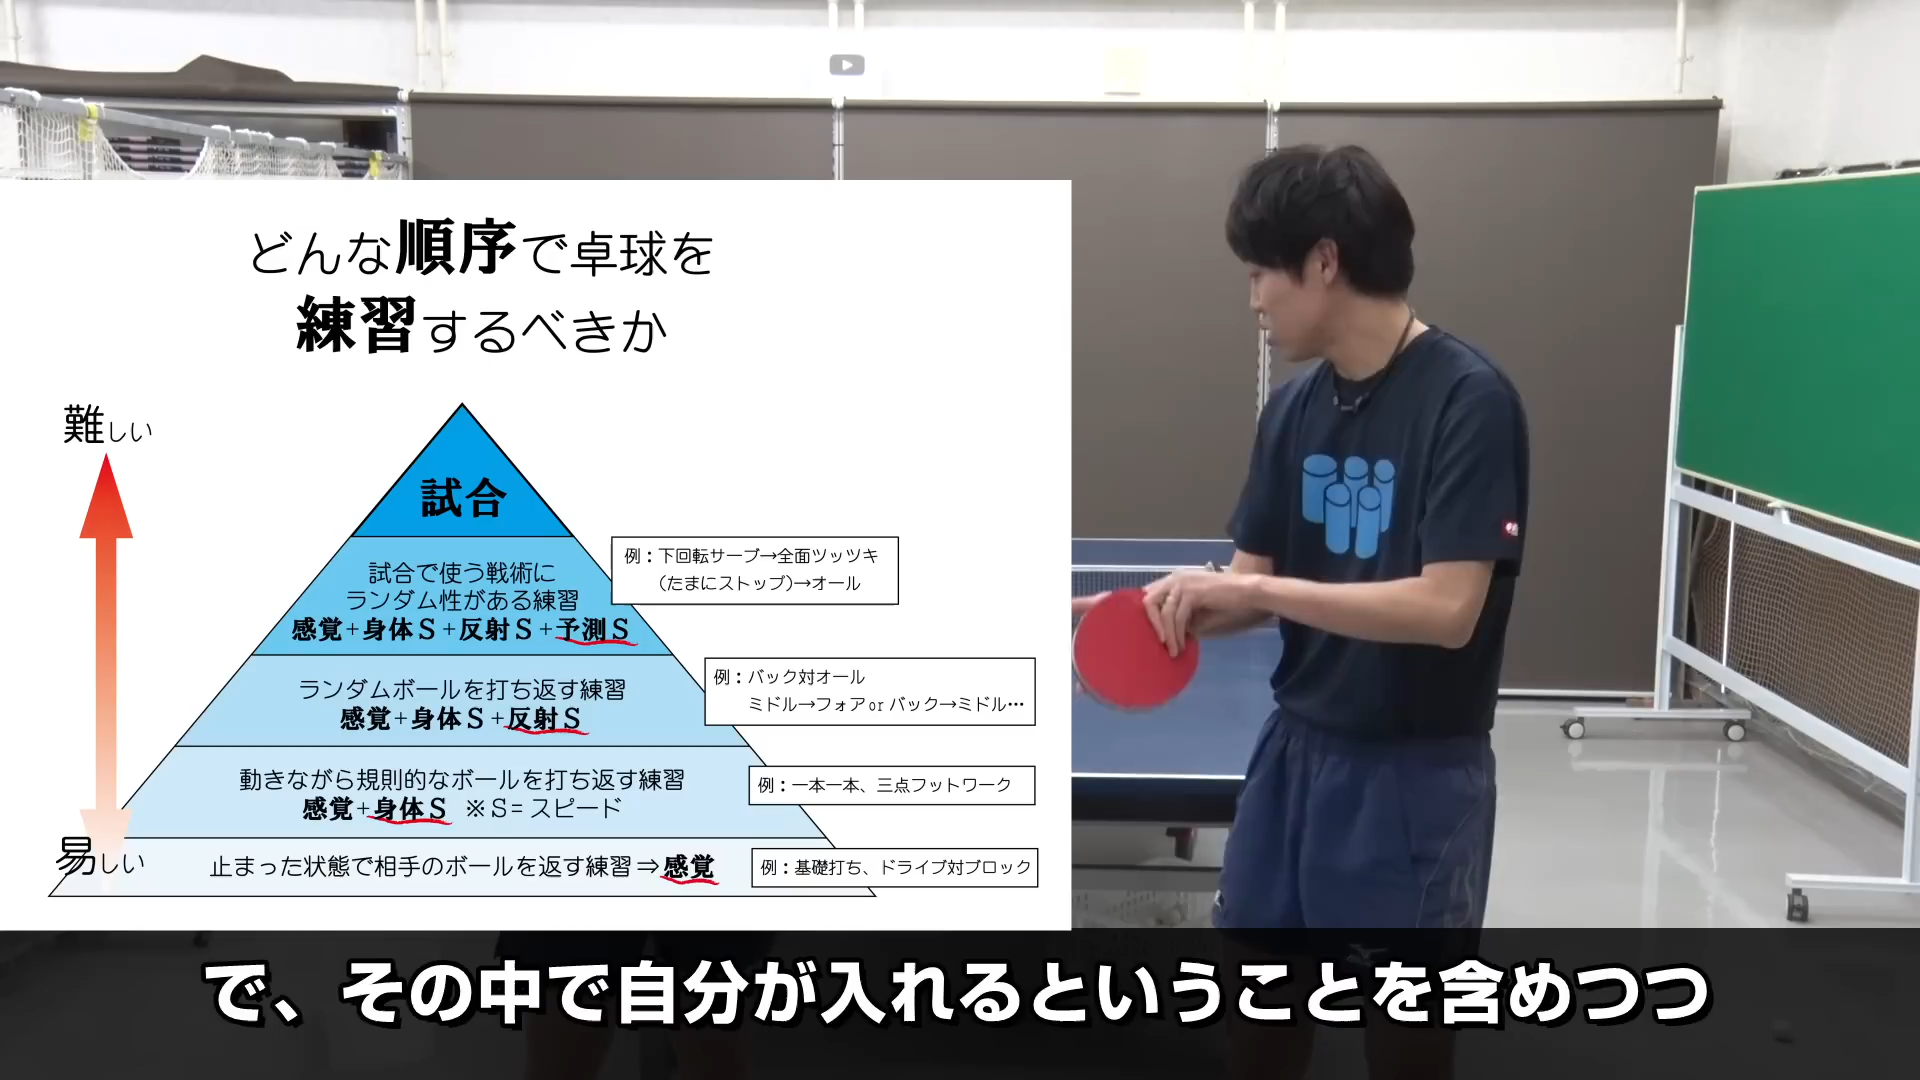 どんな順序で卓球を
練習するべきか
難しい
試合
例：下回転サーブ→全面ツッツキ
(たまにストップ)→オール
試合で使う戦術に
ランダム性がある練習
感覚+身体S+反射S+予測S
例：バック対オール
ミドル→フォアorバック→ミドル…
ランダムボールを打ち返す練習
感覚+身体S+反射S
動きながら規則的なボールを打ち返す練習
感覚+身体S ※S=スピード
例：一本一本、三点フットワーク
易しい
止まった状態で相手のボールを返す練習⇒感覚
例：基礎打ち、ドライブ対ブロック
で、その中で自分が入れるということを含めつつ